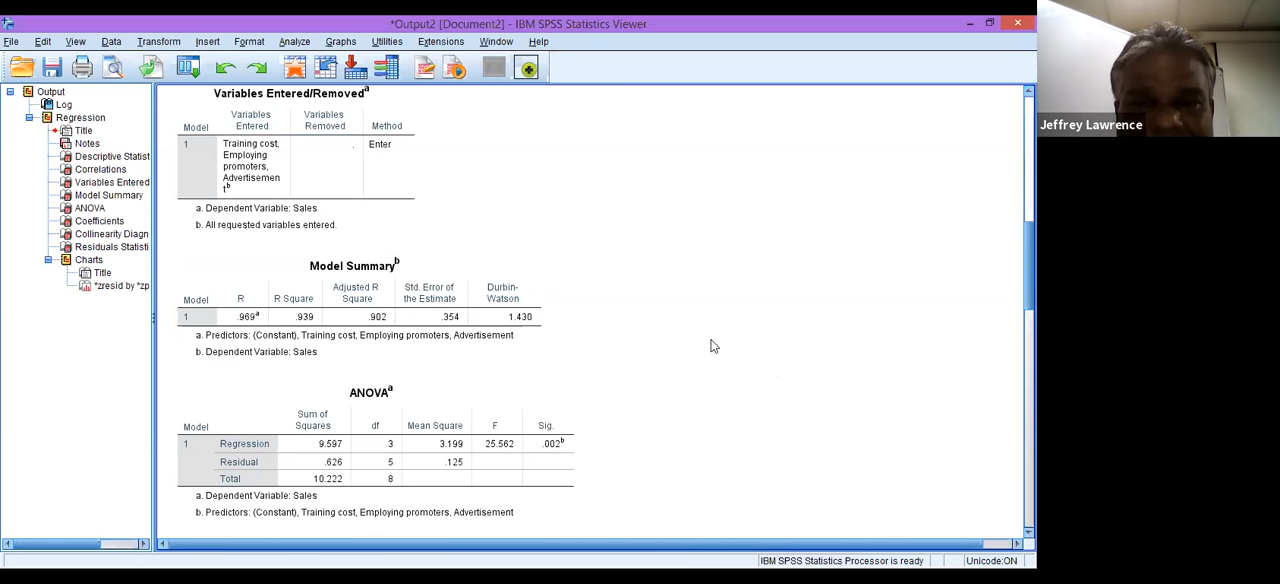 *Output2 [Document2] - IBM SPSS Statistics Viewer
File Edit View Data Transform Insert Format Analyze Graphs Utilities Extensions Window Help
Output
Log
Regression
Title
Notes
Descriptive Statist
Correlations
Variables Entered
Model Summary
ANOVA
Coefficients
Collinearity Diagn
Residuals Statisti
Charts
Title
*zresid by *zp
Variables Entered/Removedª
Model Variables Entered Variables Removed Method
1 Training cost, Employing promoters, Advertisementᵇ . Enter
a. Dependent Variable: Sales
b. All requested variables entered.
Model Summaryᵇ
Model R R Square Adjusted R Square Std. Error of the Estimate Durbin-Watson
1 .969ª .939 .902 .354 1.430
a. Predictors: (Constant), Training cost, Employing promoters, Advertisement
b. Dependent Variable: Sales
ANOVAª
Model Sum of Squares df Mean Square F Sig.
1 Regression 9.597 3 3.199 25.562 .002ᵇ
Residual .626 5 .125
Total 10.222 8
a. Dependent Variable: Sales
b. Predictors: (Constant), Training cost, Employing promoters, Advertisement
IBM SPSS Statistics Processor is ready Unicode:ON
Jeffrey Lawrence